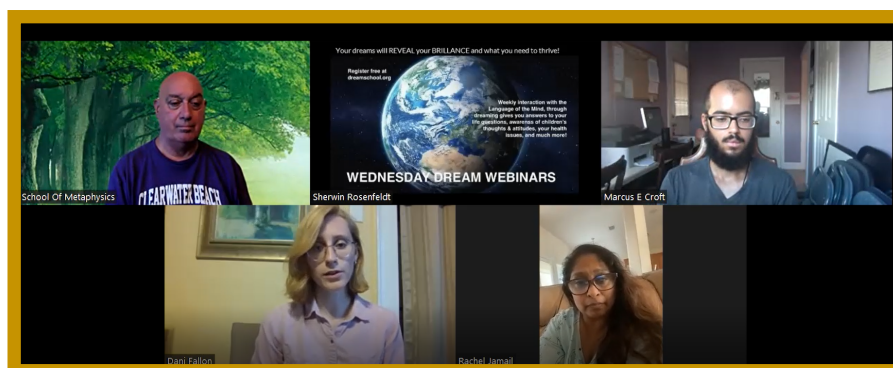 Your dreams will REVEAL your BRILLANCE and what you need to thrive!
Register free at
dreamschool.org
Weekly interaction with the
Language of the Mind, through
dreaming gives you answers to your
life questions, awarenss of children's
thoughts & attitudes, your health
issues, and much more!
WEDNESDAY DREAM WEBINARS
CLEARWATER BEACH
School Of Metaphysics
Sherwin Rosenfeldt
Marcus E Croft
Dani Fallon
Rachel Jamail